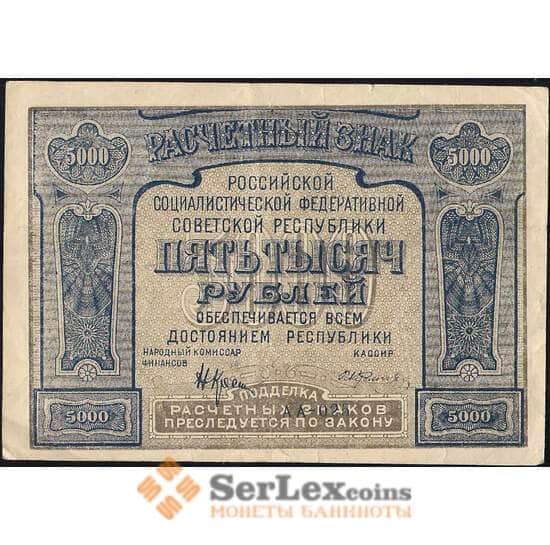 РАСЧЕТНЫЙ ЗНАК
5000 5000
РОССИЙСКОЙ
СОЦИАЛИСТИЧЕСКОЙ ФЕДЕРАТИВНОЙ
СОВЕТСКОЙ РЕСПУБЛИКИ
ПЯТЬ ТЫСЯЧ
РУБЛЕЙ
ОБЕСПЕЧИВАЕТСЯ ВСЕМ
ДОСТОЯНИЕМ РЕСПУБЛИКИ
НАРОДНЫЙ КОМИССАР
ФИНАНСОВ
КАССИР
ПОДДЕЛКА
РАСЧЕТНЫХ ЗНАКОВ
ПРЕСЛЕДУЕТСЯ ПО ЗАКОНУ
5000 5000
SerLexcoins
МОНЕТЫ БАНКНОТЫ